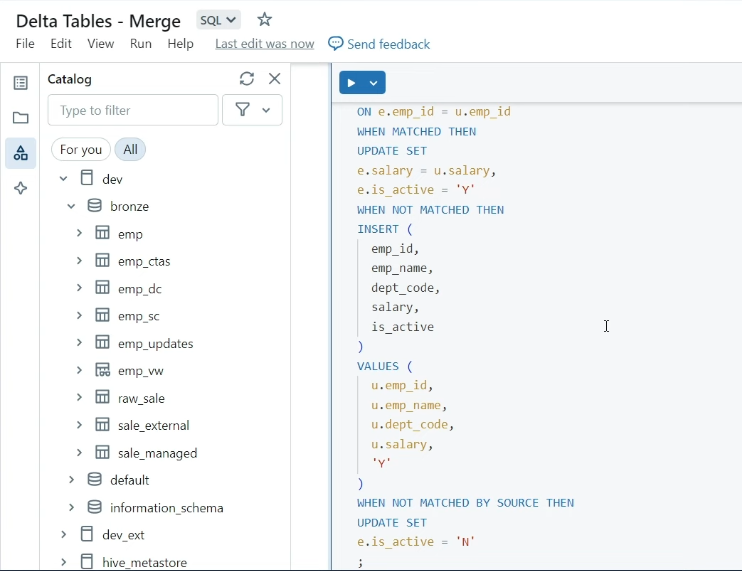 Delta Tables - Merge SQL
File Edit View Run Help Last edit was now Send feedback
Catalog
Type to filter
For you All
dev
bronze
emp
emp_ctas
emp_dc
emp_sc
emp_updates
emp_vw
raw_sale
sale_external
sale_managed
default
information_schema
dev_ext
hive_metastore
ON e.emp_id = u.emp_id
WHEN MATCHED THEN
UPDATE SET
e.salary = u.salary,
e.is_active = 'Y'
WHEN NOT MATCHED THEN
INSERT (
emp_id,
emp_name,
dept_code,
salary,
is_active
)
VALUES (
u.emp_id,
u.emp_name,
u.dept_code,
u.salary,
'Y'
)
WHEN NOT MATCHED BY SOURCE THEN
UPDATE SET
e.is_active = 'N'
;